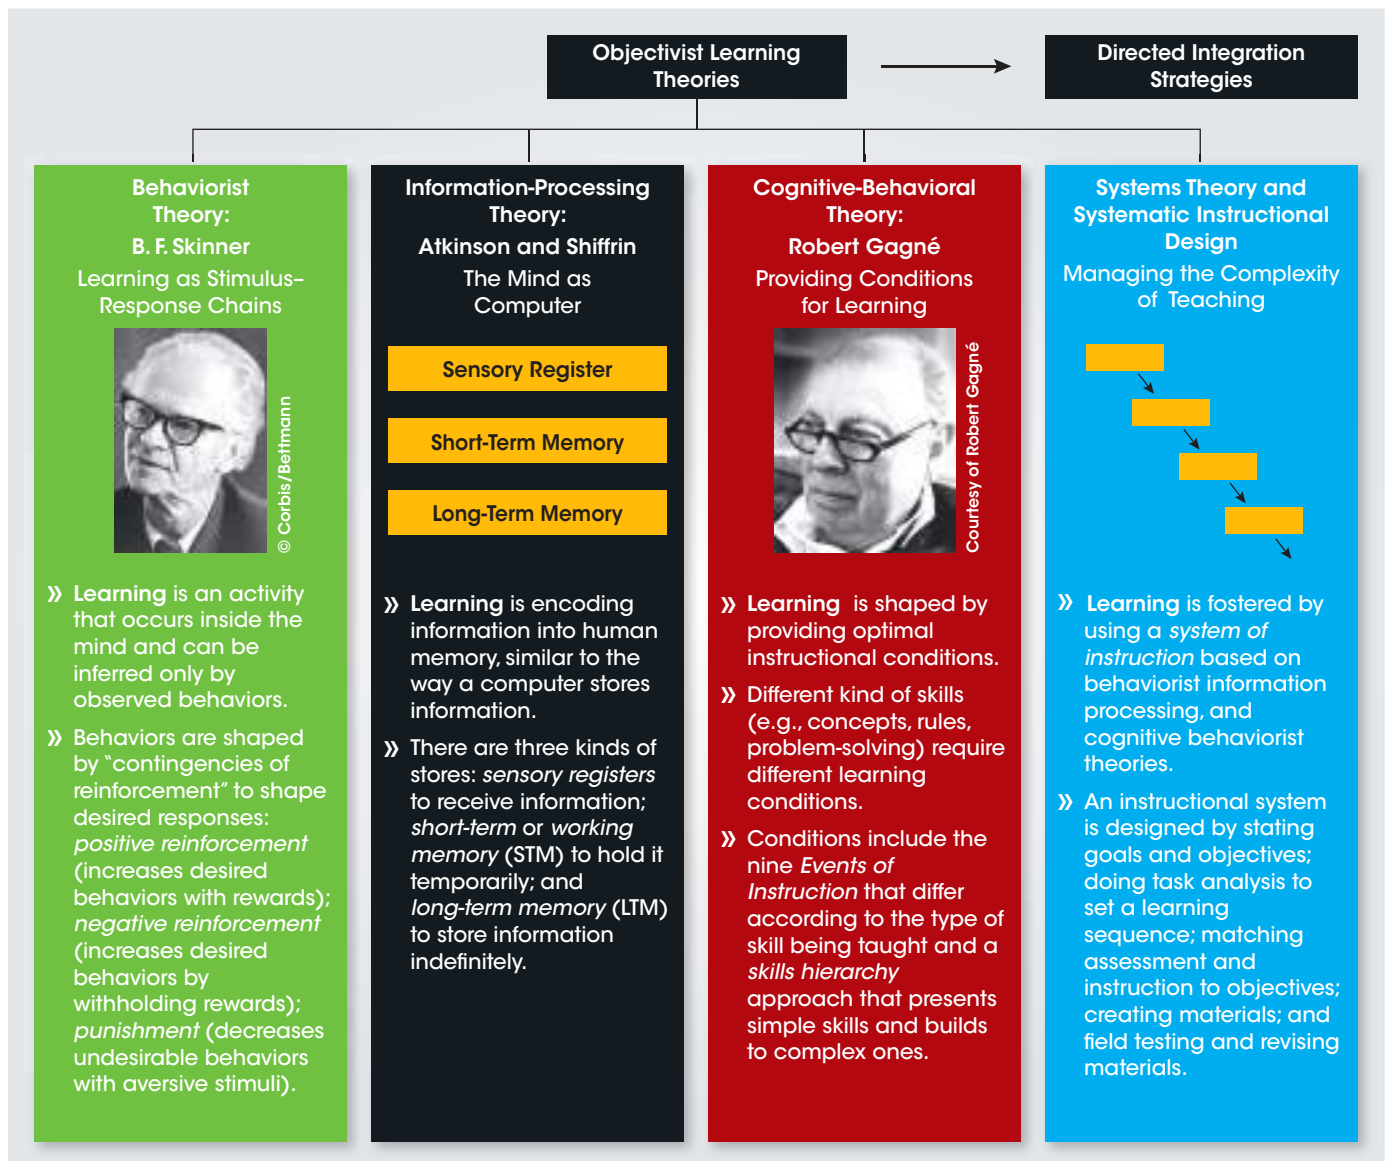 Objectivist Learning
Theories
Directed Integration
Strategies
Behaviorist
Theory:
B. F. Skinner
Learning as Stimulus–
Response Chains
© Corbis/Bettmann
» Learning is an activity
that occurs inside the
mind and can be
inferred only by
observed behaviors.
» Behaviors are shaped
by “contingencies of
reinforcement” to shape
desired responses:
positive reinforcement
(increases desired
behaviors with rewards);
negative reinforcement
(increases desired
behaviors by
withholding rewards);
punishment (decreases
undesirable behaviors
with aversive stimuli).
Information-Processing
Theory:
Atkinson and Shiffrin
The Mind as
Computer
Sensory Register
Short-Term Memory
Long-Term Memory
» Learning is encoding
information into human
memory, similar to the
way a computer stores
information.
» There are three kinds of
stores: sensory registers
to receive information;
short-term or working
memory (STM) to hold it
temporarily; and
long-term memory (LTM)
to store information
indefinitely.
Cognitive-Behavioral
Theory:
Robert Gagné
Providing Conditions
for Learning
Courtesy of Robert Gagné
» Learning is shaped by
providing optimal
instructional conditions.
» Different kind of skills
(e.g., concepts, rules,
problem-solving) require
different learning
conditions.
» Conditions include the
nine Events of
Instruction that differ
according to the type of
skill being taught and a
skills hierarchy
approach that presents
simple skills and builds
to complex ones.
Systems Theory and
Systematic Instructional
Design
Managing the Complexity
of Teaching
» Learning is fostered by
using a system of
instruction based on
behaviorist information
processing, and
cognitive behaviorist
theories.
» An instructional system
is designed by stating
goals and objectives;
doing task analysis to
set a learning
sequence; matching
assessment and
instruction to objectives;
creating materials; and
field testing and revising
materials.